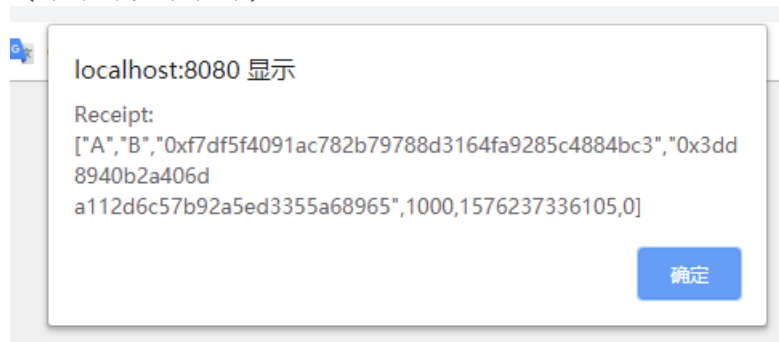 localhost:8080 显示
Receipt:
["A","B","0xf7df5f4091ac782b79788d3164fa9285c4884bc3","0x3dd
8940b2a406d
a112d6c57b92a5ed3355a68965",1000,1576237336105,0]
确定